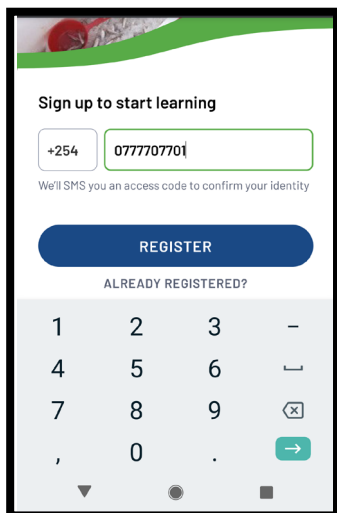 Sign up to start learning
+254 0777707701
We'll SMS you an access code to confirm your identity
REGISTER
ALREADY REGISTERED?
1 2 3 –
4 5 6
7 8 9
, 0 .